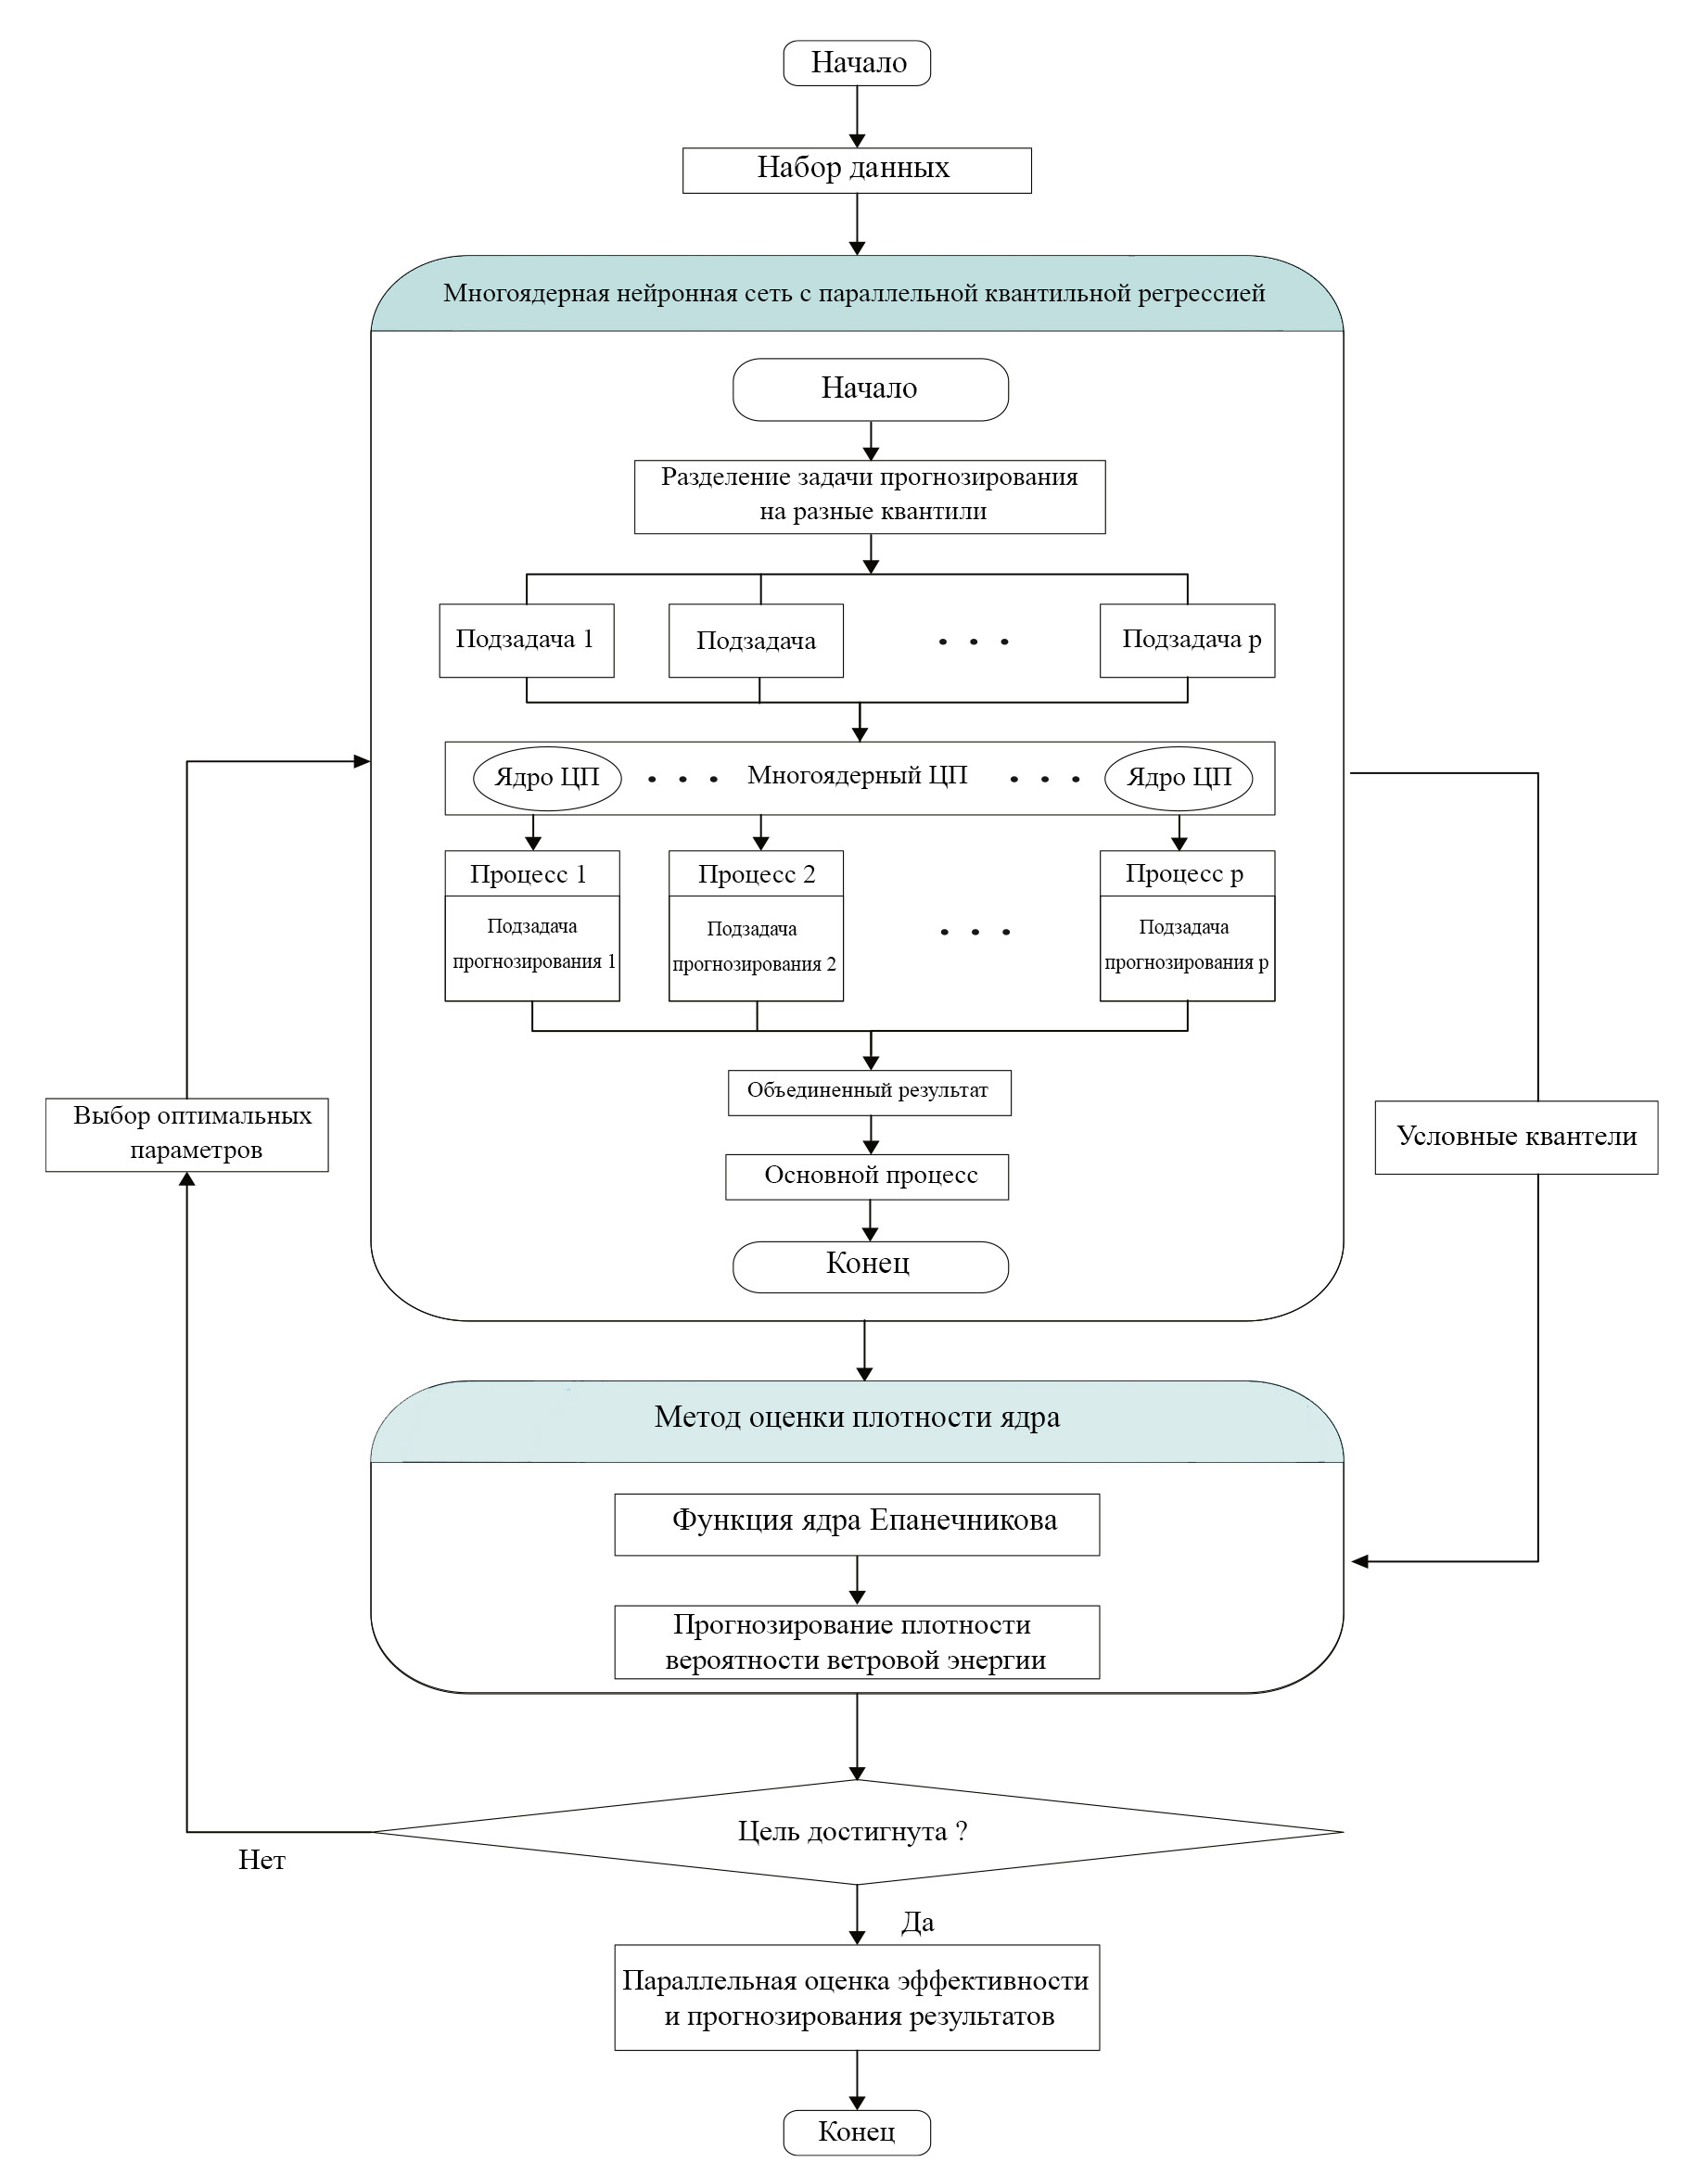 Начало
Набор данных
Многоядерная нейронная сеть с параллельной квантильной регрессией
Начало
Разделение задачи прогнозирования
на разные квантили
Подзадача 1
Подзадача
. . .
Подзадача p
Ядро ЦП
. . .
Многоядерный ЦП
. . .
Ядро ЦП
Процесс 1
Процесс 2
Процесс p
Подзадача
прогнозирования 1
Подзадача
прогнозирования 2
. . .
Подзадача
прогнозирования p
Объединенный результат
Основной процесс
Конец
Выбор оптимальных
параметров
Условные квантели
Метод оценки плотности ядра
Функция ядра Епанечникова
Прогнозирование плотности
вероятности ветровой энергии
Цель достигнута ?
Нет
Да
Параллельная оценка эффективности
и прогнозирования результатов
Конец